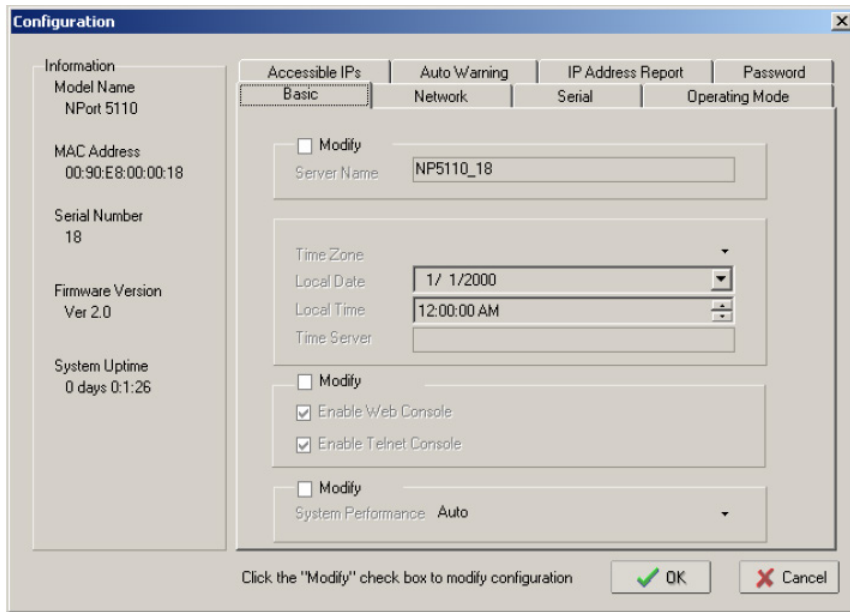 Configuration
Information
Model Name
NPort 5110
MAC Address
00:90:E8:00:00:18
Serial Number
18
Firmware Version
Ver 2.0
System Uptime
0 days 0:1:26
Accessible IPs
Auto Warning
IP Address Report
Password
Basic
Network
Serial
Operating Mode
Modify
Server Name
NP5110_18
Time Zone
Local Date
1/ 1/2000
Local Time
12:00:00 AM
Time Server
Modify
Enable Web Console
Enable Telnet Console
Modify
System Performance
Auto
Click the "Modify" check box to modify configuration
OK
Cancel